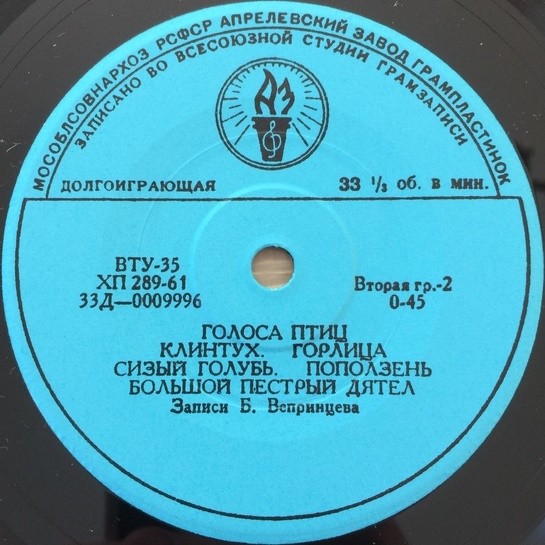 МОСОБЛСОВНАРХОЗ РСФСР АПРЕЛЕВСКИЙ ЗАВОД ГРАМПЛАСТИНОК
ЗАПИСАНО ВО ВСЕСОЮЗНОЙ СТУДИИ ГРАМЗАПИСИ
АЗ
ДОЛГОИГРАЮЩАЯ 33 1/3 об. в мин.
ВТУ-35
ХП 289-61 Вторая гр.-2
33Д—0009996 0-45
ГОЛОСА ПТИЦ
КЛИНТУХ. ГОРЛИЦА
СИЗЫЙ ГОЛУБЬ. ПОПОЛЗЕНЬ
БОЛЬШОЙ ПЕСТРЫЙ ДЯТЕЛ
Записи Б. Вепринцева